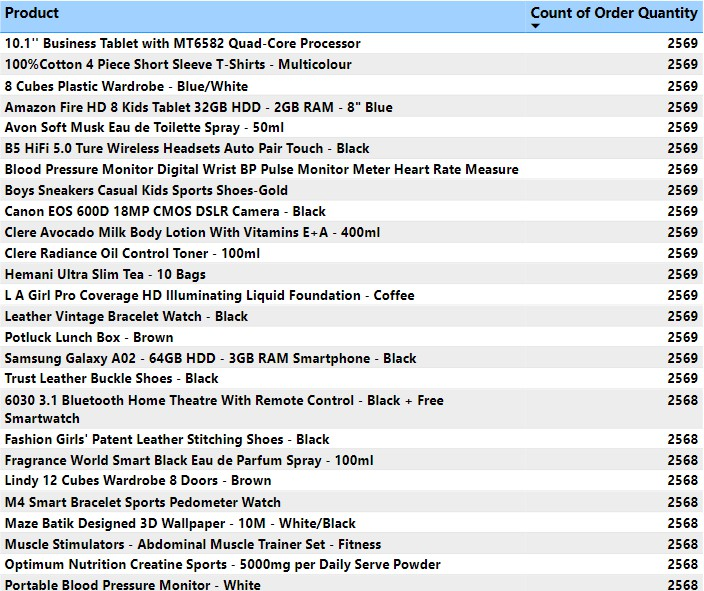 Product Count of Order Quantity
10.1'' Business Tablet with MT6582 Quad-Core Processor 2569
100%Cotton 4 Piece Short Sleeve T-Shirts - Multicolour 2569
8 Cubes Plastic Wardrobe - Blue/White 2569
Amazon Fire HD 8 Kids Tablet 32GB HDD - 2GB RAM - 8" Blue 2569
Avon Soft Musk Eau de Toilette Spray - 50ml 2569
B5 HiFi 5.0 Ture Wireless Headsets Auto Pair Touch - Black 2569
Blood Pressure Monitor Digital Wrist BP Pulse Monitor Meter Heart Rate Measure 2569
Boys Sneakers Casual Kids Sports Shoes-Gold 2569
Canon EOS 600D 18MP CMOS DSLR Camera - Black 2569
Clere Avocado Milk Body Lotion With Vitamins E+A - 400ml 2569
Clere Radiance Oil Control Toner - 100ml 2569
Hemani Ultra Slim Tea - 10 Bags 2569
L A Girl Pro Coverage HD Illuminating Liquid Foundation - Coffee 2569
Leather Vintage Bracelet Watch - Black 2569
Potluck Lunch Box - Brown 2569
Samsung Galaxy A02 - 64GB HDD - 3GB RAM Smartphone - Black 2569
Trust Leather Buckle Shoes - Black 2569
6030 3.1 Bluetooth Home Theatre With Remote Control - Black + Free 2568
Smartwatch
Fashion Girls' Patent Leather Stitching Shoes - Black 2568
Fragrance World Smart Black Eau de Parfum Spray - 100ml 2568
Lindy 12 Cubes Wardrobe 8 Doors - Brown 2568
M4 Smart Bracelet Sports Pedometer Watch 2568
Maze Batik Designed 3D Wallpaper - 10M - White/Black 2568
Muscle Stimulators - Abdominal Muscle Trainer Set - Fitness 2568
Optimum Nutrition Creatine Sports - 5000mg per Daily Serve Powder 2568
Portable Blood Pressure Monitor - White 2568